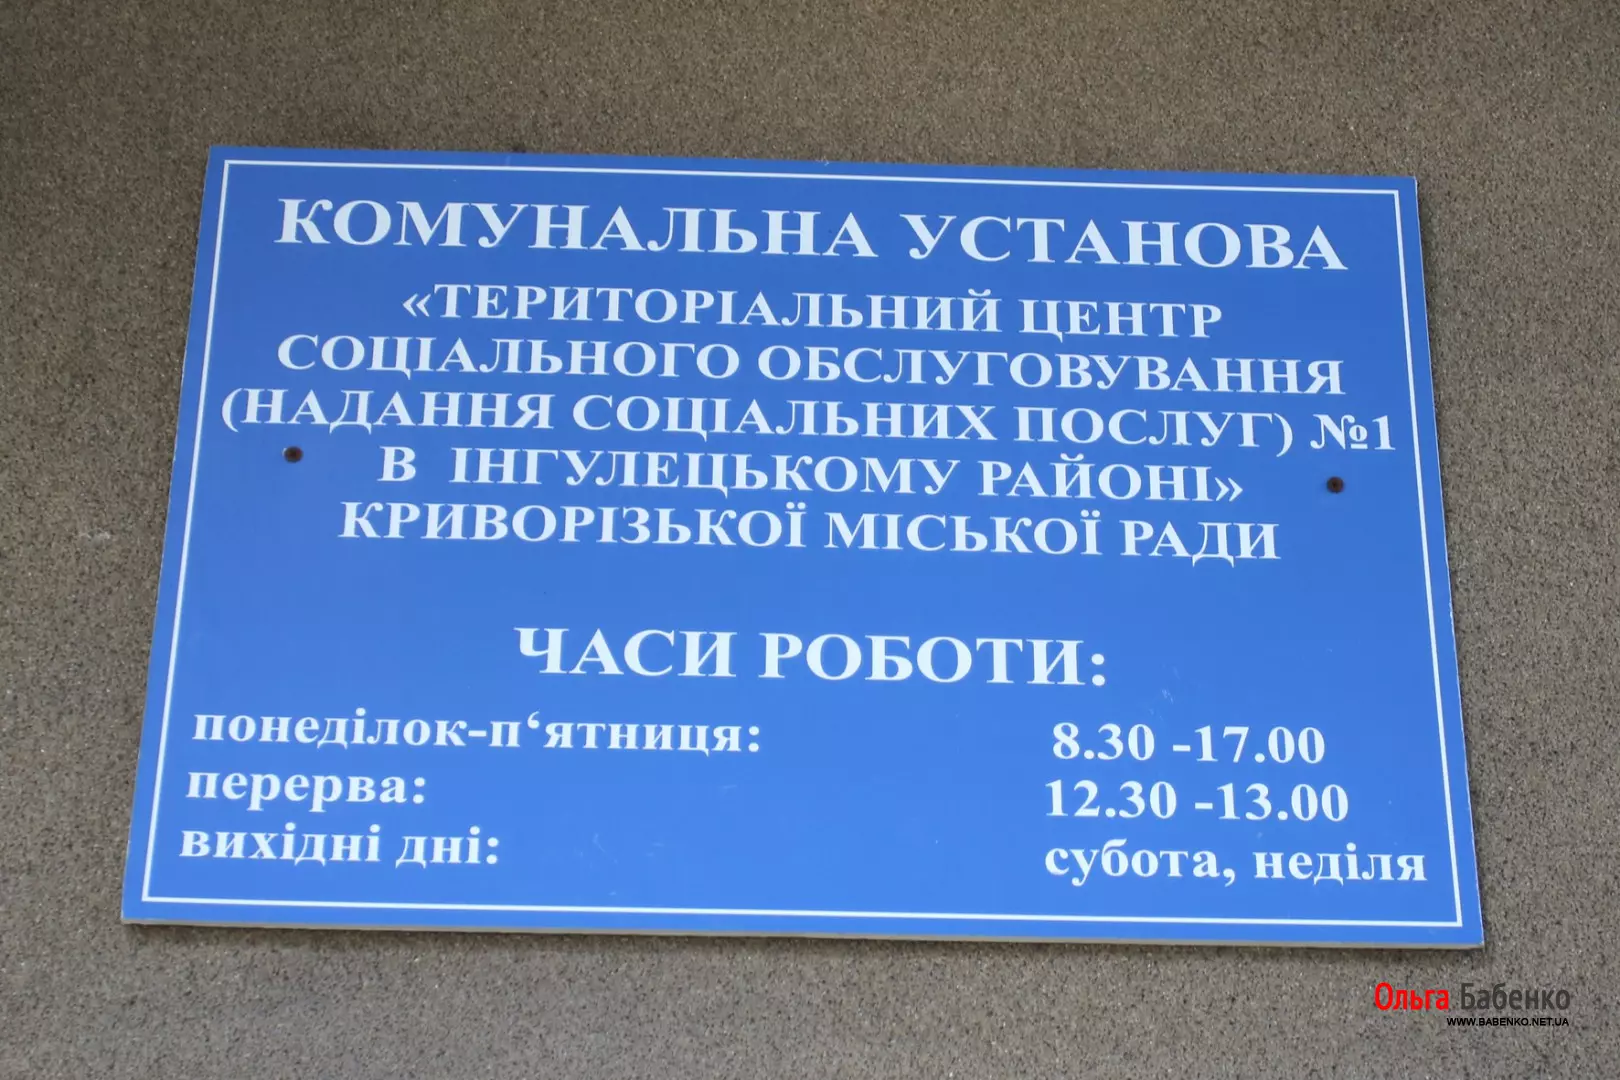 КОМУНАЛЬНА УСТАНОВА
«ТЕРИТОРІАЛЬНИЙ ЦЕНТР
СОЦІАЛЬНОГО ОБСЛУГОВУВАННЯ
(НАДАННЯ СОЦІАЛЬНИХ ПОСЛУГ) №1
В ІНГУЛЕЦЬКОМУ РАЙОНІ»
КРИВОРІЗЬКОЇ МІСЬКОЇ РАДИ
ЧАСИ РОБОТИ:
понеділок-п‘ятниця: 8.30 -17.00
перерва: 12.30 -13.00
вихідні дні: субота, неділя
Ольга Бабенко
WWW.BABENKO.NET.UA